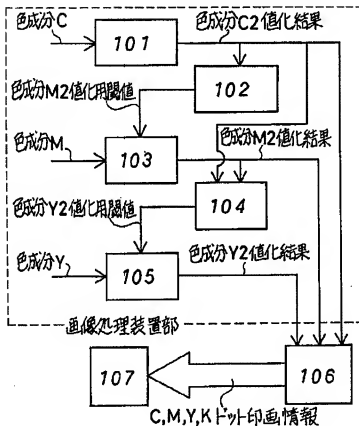 色成分C
101
色成分C2値化結果
102
色成分M2値化用閾値
色成分M
103
色成分M2値化結果
104
色成分Y2値化用閾値
色成分Y
105
色成分Y2値化結果
画像処理装置部
107
106
C,M,Y,Kドット印画情報